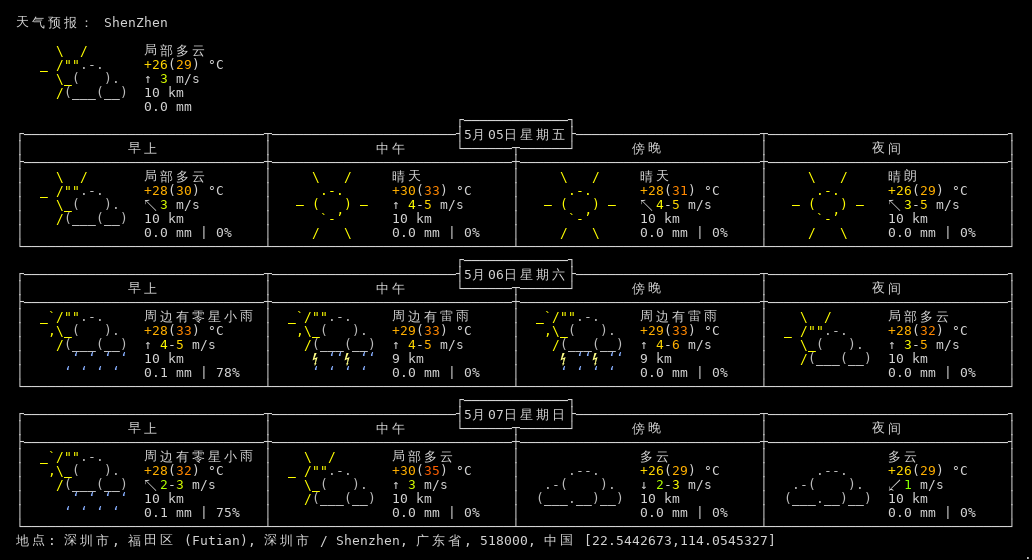 天气预报： ShenZhen
局部多云
+26(29) °C
↑ 3 m/s
10 km
0.0 mm
5月05日星期五
早上 中午 傍晚 夜间
局部多云 晴天 晴天 晴朗
+28(30) °C +30(33) °C +28(31) °C +26(29) °C
↖ 3 m/s ↑ 4-5 m/s ↖ 4-5 m/s ↖ 3-5 m/s
10 km 10 km 10 km 10 km
0.0 mm | 0% 0.0 mm | 0% 0.0 mm | 0% 0.0 mm | 0%
5月06日星期六
早上 中午 傍晚 夜间
周边有零星小雨 周边有雷雨 周边有雷雨 局部多云
+28(33) °C +29(33) °C +29(33) °C +28(32) °C
↑ 4-5 m/s ↑ 4-5 m/s ↑ 4-6 m/s ↑ 3-5 m/s
10 km 9 km 9 km 10 km
0.1 mm | 78% 0.0 mm | 0% 0.0 mm | 0% 0.0 mm | 0%
5月07日星期日
早上 中午 傍晚 夜间
周边有零星小雨 局部多云 多云 多云
+28(32) °C +30(35) °C +26(29) °C +26(29) °C
↖ 2-3 m/s ↑ 3 m/s ↓ 2-3 m/s ↙ 1 m/s
10 km 10 km 10 km 10 km
0.1 mm | 75% 0.0 mm | 0% 0.0 mm | 0% 0.0 mm | 0%
地点: 深圳市, 福田区 (Futian), 深圳市 / Shenzhen, 广东省, 518000, 中国 [22.5442673,114.0545327]